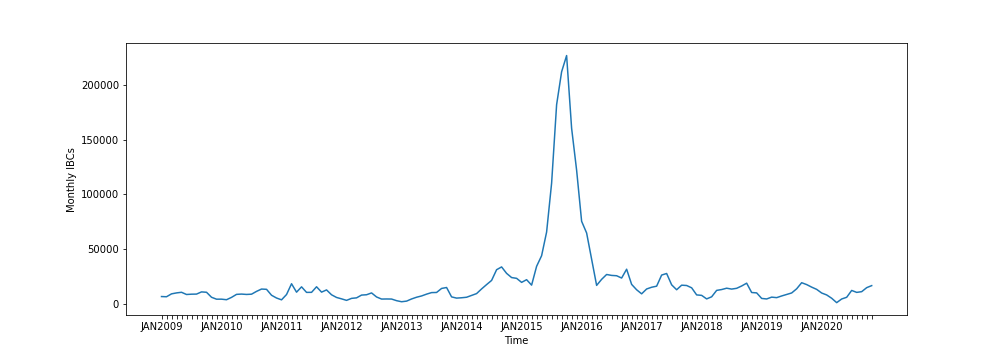 Monthly IBCs
200000
150000
100000
50000
0
JAN2009 JAN2010 JAN2011 JAN2012 JAN2013 JAN2014 JAN2015 JAN2016 JAN2017 JAN2018 JAN2019 JAN2020
Time